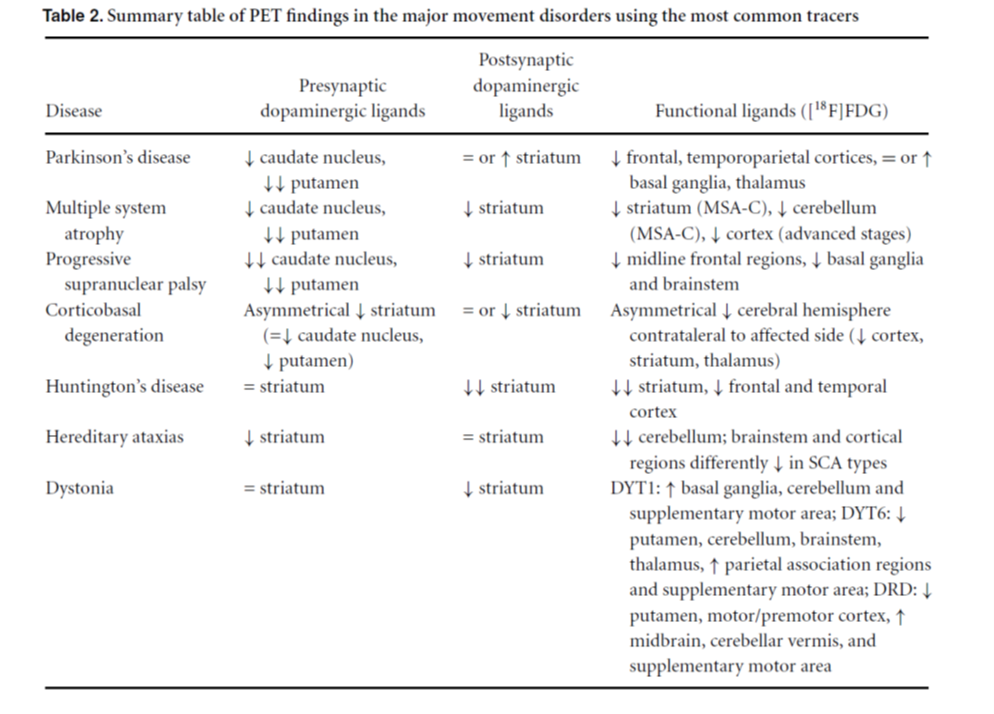 Table 2. Summary table of PET findings in the major movement disorders using the most common tracers
Disease
Presynaptic
dopaminergic ligands
Postsynaptic
dopaminergic
ligands
Functional ligands ([¹⁸F]FDG)
Parkinson's disease
↓ caudate nucleus,
↓↓ putamen
= or ↑ striatum
↓ frontal, temporoparietal cortices, = or ↑
basal ganglia, thalamus
Multiple system
atrophy
↓ caudate nucleus,
↓↓ putamen
↓ striatum
↓ striatum (MSA-C), ↓ cerebellum
(MSA-C), ↓ cortex (advanced stages)
Progressive
supranuclear palsy
↓↓ caudate nucleus,
↓↓ putamen
↓ striatum
↓ midline frontal regions, ↓ basal ganglia
and brainstem
Corticobasal
degeneration
Asymmetrical ↓ striatum
(=↓ caudate nucleus,
↓ putamen)
= or ↓ striatum
Asymmetrical ↓ cerebral hemisphere
contrataleral to affected side (↓ cortex,
striatum, thalamus)
Huntington's disease
= striatum
↓↓ striatum
↓↓ striatum, ↓ frontal and temporal
cortex
Hereditary ataxias
↓ striatum
= striatum
↓↓ cerebellum; brainstem and cortical
regions differently ↓ in SCA types
Dystonia
= striatum
↓ striatum
DYT1: ↑ basal ganglia, cerebellum and
supplementary motor area; DYT6: ↓
putamen, cerebellum, brainstem,
thalamus, ↑ parietal association regions
and supplementary motor area; DRD: ↓
putamen, motor/premotor cortex, ↑
midbrain, cerebellar vermis, and
supplementary motor area